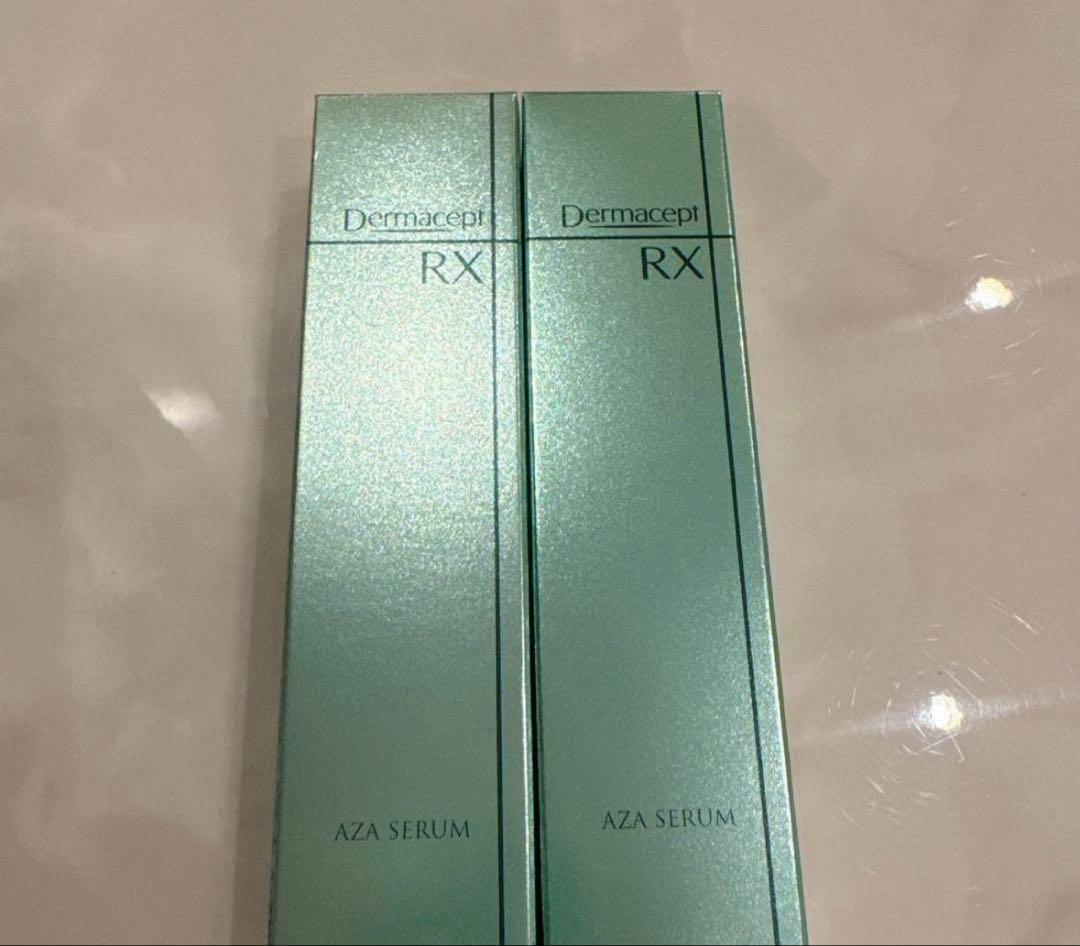 Dermacept
RX
AZA SERUM
Dermacept
RX
AZA SERUM